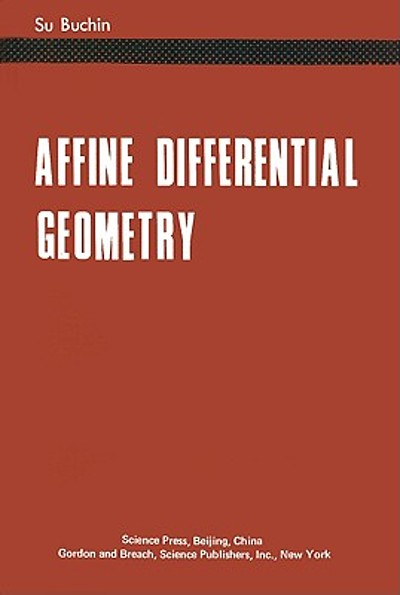 Su Buchin
AFFINE DIFFERENTIAL
GEOMETRY
Science Press, Beijing, China
Gordon and Breach, Science Publishers, Inc., New York